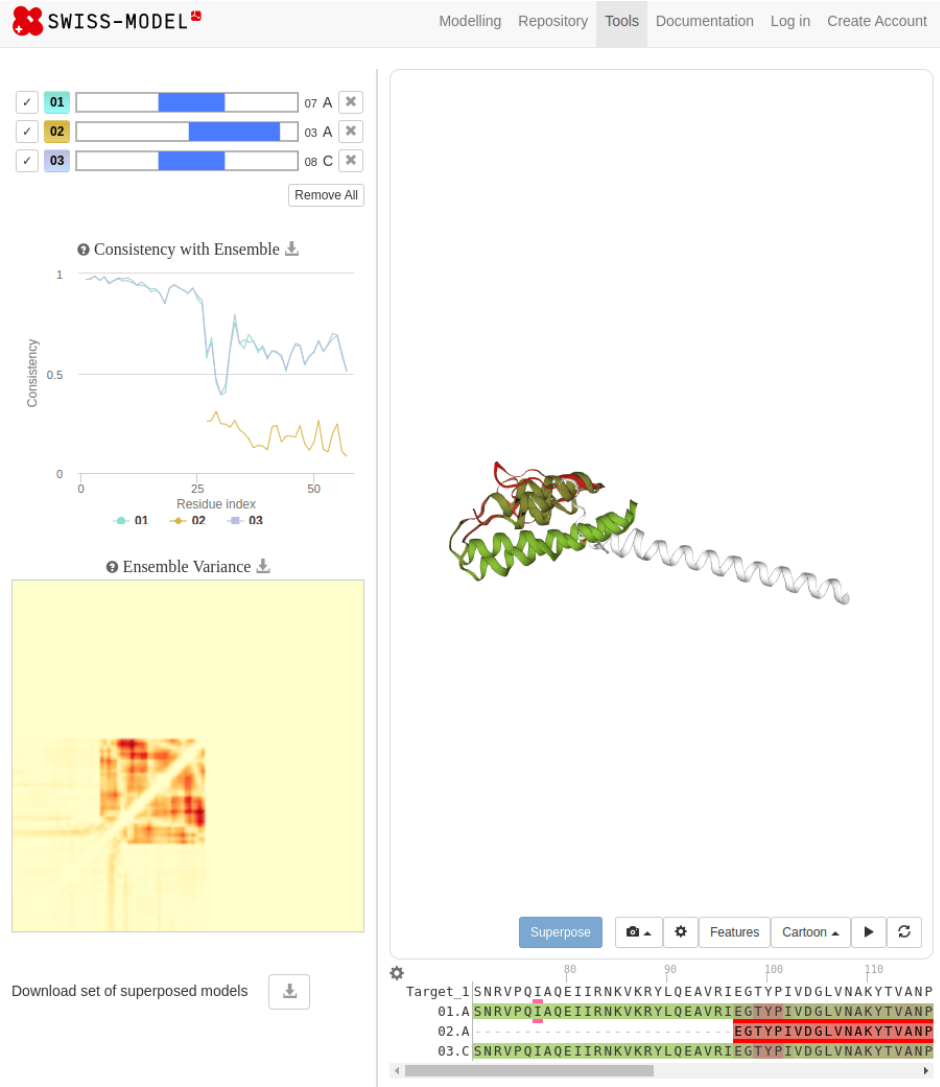 SWISS-MODEL
Modelling Repository Tools Documentation Log in Create Account
✓ 01 07 A ✖
✓ 02 03 A ✖
✓ 03 08 C ✖
Remove All
Consistency with Ensemble
1
0.5
0
Consistency
0 25 50
Residue index
01 02 03
Ensemble Variance
Download set of superposed models
Superpose Features Cartoon
80 90 100 110
Target_1 SNRVPQIAQEIIRNKVKRYLQEAVRIEGTYPIVDGLVNAKYTVANP
01.A SNRVPQIAQEIIRNKVKRYLQEAVRIEGTYPIVDGLVNAKYTVANP
02.A --------------------------EGTYPIVDGLVNAKYTVANP
03.C SNRVPQIAQEIIRNKVKRYLQEAVRIEGTYPIVDGLVNAKYTVANP